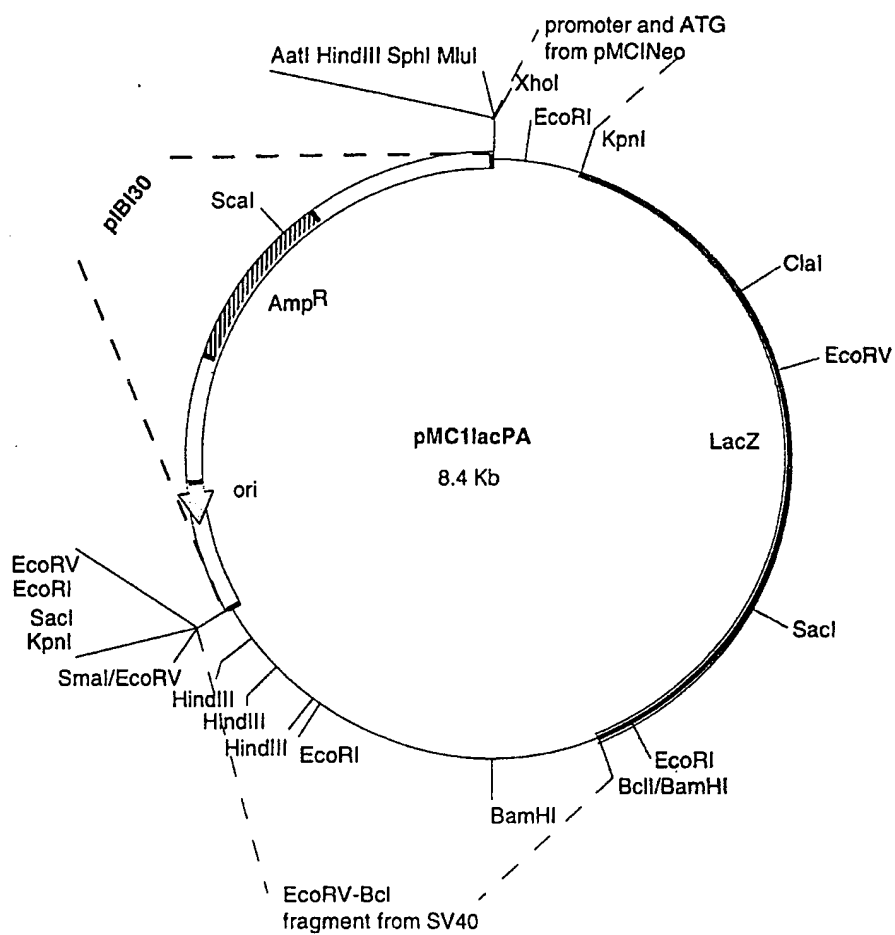 promoter and ATG
from pMCINeo
AatI HindIII SphI MluI
XhoI
EcoRI
KpnI
pIBI30
ScaI
AmpR
ClaI
EcoRV
LacZ
pMC1lacPA
8.4 Kb
ori
EcoRV
EcoRI
SacI
KpnI
SmaI/EcoRV
HindIII
HindIII
HindIII
EcoRI
SacI
EcoRI
BclI/BamHI
BamHI
EcoRV-Bcl
fragment from SV40